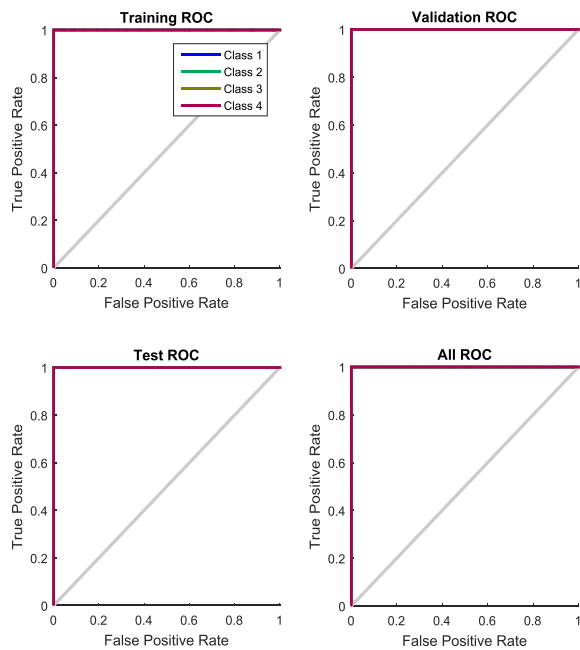 Training ROC
1
0.8
0.6
0.4
0.2
0
True Positive Rate
Class 1
Class 2
Class 3
Class 4
0 0.2 0.4 0.6 0.8 1
False Positive Rate
Validation ROC
1
0.8
0.6
0.4
0.2
0
True Positive Rate
0 0.2 0.4 0.6 0.8 1
False Positive Rate
Test ROC
1
0.8
0.6
0.4
0.2
0
True Positive Rate
0 0.2 0.4 0.6 0.8 1
False Positive Rate
All ROC
1
0.8
0.6
0.4
0.2
0
True Positive Rate
0 0.2 0.4 0.6 0.8 1
False Positive Rate